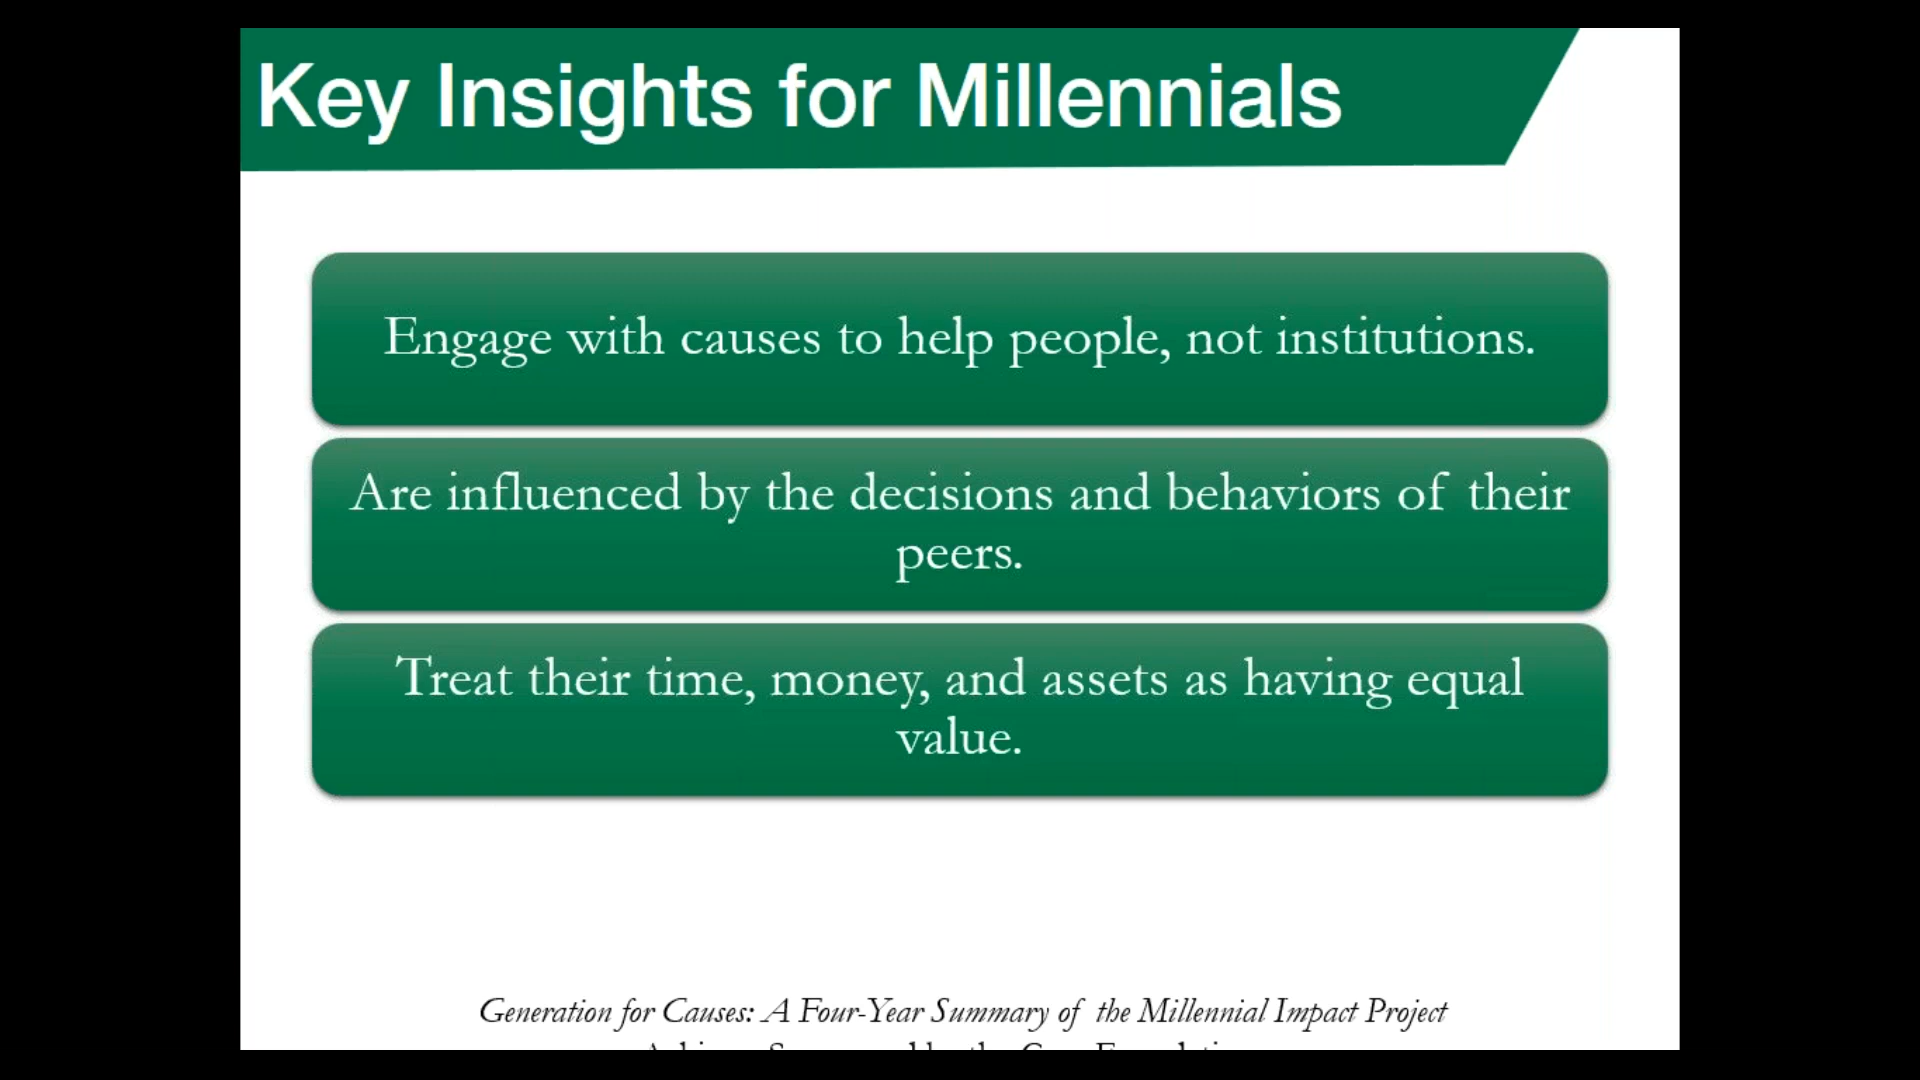 Key Insights for Millennials
Engage with causes to help people, not institutions.
Are influenced by the decisions and behaviors of their
peers.
Treat their time, money, and assets as having equal
value.
Generation for Causes: A Four-Year Summary of the Millennial Impact Project